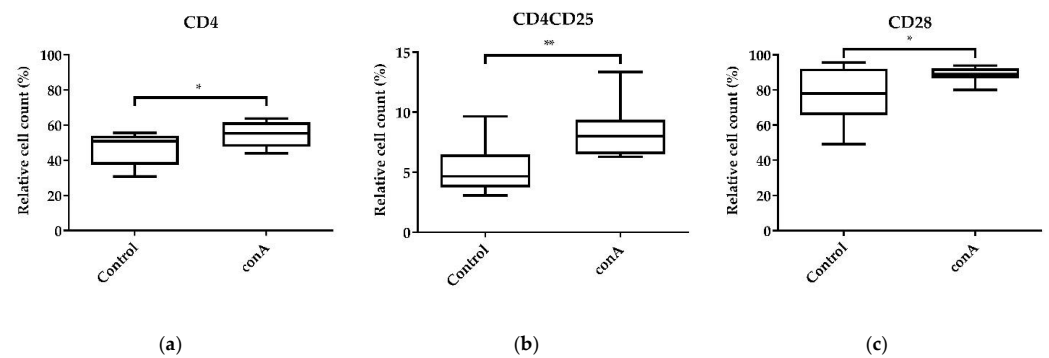 CD4
Relative cell count (%)
100
80
60
40
20
0
*
Control
conA
(a)
CD4CD25
Relative cell count (%)
15
10
5
0
**
Control
conA
(b)
CD28
Relative cell count (%)
100
80
60
40
20
0
*
Control
conA
(c)